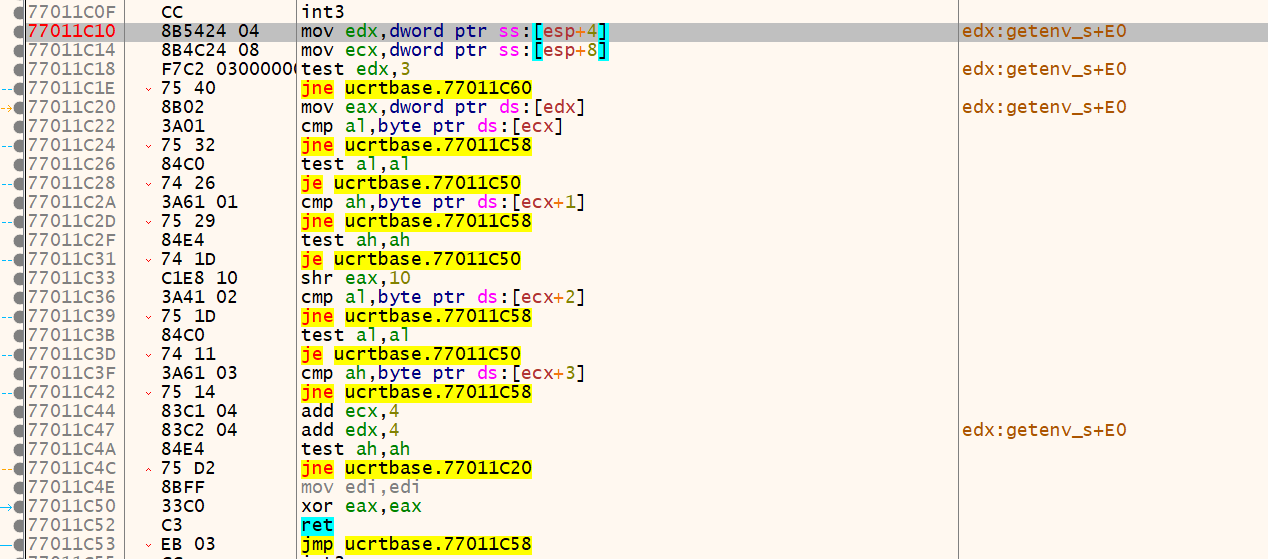 77011C0F CC int3
77011C10 8B5424 04 mov edx,dword ptr ss:[esp+4] edx:getenv_s+E0
77011C14 8B4C24 08 mov ecx,dword ptr ss:[esp+8]
77011C18 F7C2 03000000 test edx,3 edx:getenv_s+E0
77011C1E 75 40 jne ucrtbase.77011C60
77011C20 8B02 mov eax,dword ptr ds:[edx] edx:getenv_s+E0
77011C22 3A01 cmp al,byte ptr ds:[ecx]
77011C24 75 32 jne ucrtbase.77011C58
77011C26 84C0 test al,al
77011C28 74 26 je ucrtbase.77011C50
77011C2A 3A61 01 cmp ah,byte ptr ds:[ecx+1]
77011C2D 75 29 jne ucrtbase.77011C58
77011C2F 84E4 test ah,ah
77011C31 74 1D je ucrtbase.77011C50
77011C33 C1E8 10 shr eax,10
77011C36 3A41 02 cmp al,byte ptr ds:[ecx+2]
77011C39 75 1D jne ucrtbase.77011C58
77011C3B 84C0 test al,al
77011C3D 74 11 je ucrtbase.77011C50
77011C3F 3A61 03 cmp ah,byte ptr ds:[ecx+3]
77011C42 75 14 jne ucrtbase.77011C58
77011C44 83C1 04 add ecx,4
77011C47 83C2 04 add edx,4 edx:getenv_s+E0
77011C4A 84E4 test ah,ah
77011C4C 75 D2 jne ucrtbase.77011C20
77011C4E 8BFF mov edi,edi
77011C50 33C0 xor eax,eax
77011C52 C3 ret
77011C53 EB 03 jmp ucrtbase.77011C58